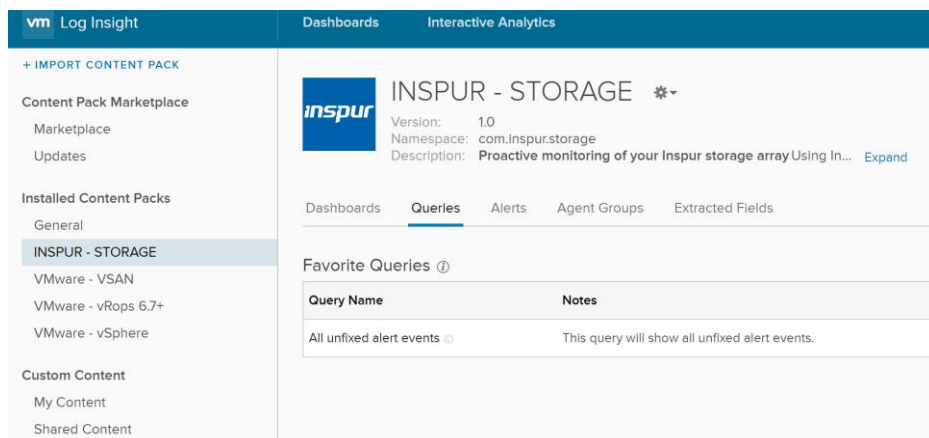 vm Log Insight
Dashboards Interactive Analytics
+ IMPORT CONTENT PACK
Content Pack Marketplace
Marketplace
Updates
Installed Content Packs
General
INSPUR - STORAGE
VMware - VSAN
VMware - vRops 6.7+
VMware - vSphere
Custom Content
My Content
Shared Content
inspur
INSPUR - STORAGE
Version: 1.0
Namespace: com.inspur.storage
Description: Proactive monitoring of your Inspur storage array Using In... Expand
Dashboards Queries Alerts Agent Groups Extracted Fields
Favorite Queries
Query Name Notes
All unfixed alert events This query will show all unfixed alert events.